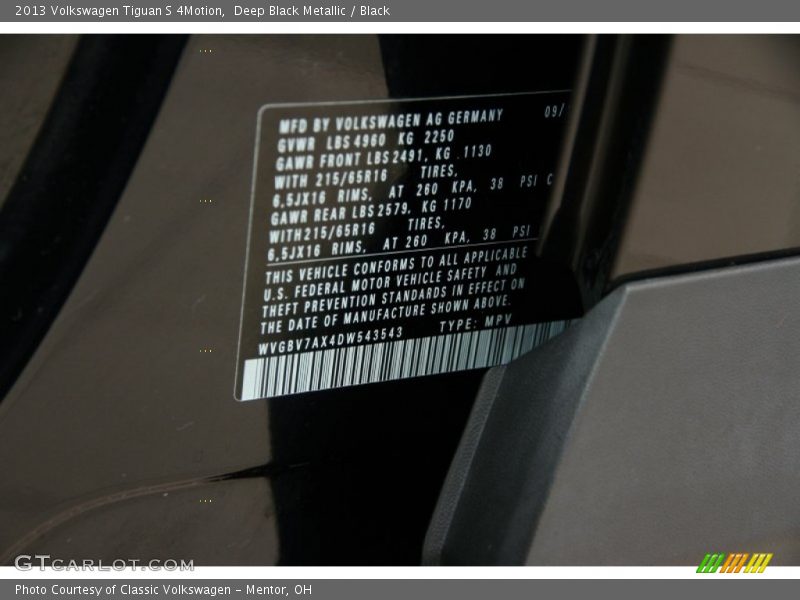 2013 Volkswagen Tiguan S 4Motion,  Deep Black Metallic / Black
MFD BY VOLKSWAGEN AG GERMANY 09/
GVWR LBS 4960 KG 2250
GAWR FRONT LBS 2491, KG 1130
WITH 215/65R16 TIRES,
6,5JX16 RIMS, AT 260 KPA, 38 PSI C
GAWR REAR LBS 2579, KG 1170
WITH 215/65R16 TIRES,
6,5JX16 RIMS, AT 260 KPA, 38 PSI
THIS VEHICLE CONFORMS TO ALL APPLICABLE
U.S. FEDERAL MOTOR VEHICLE SAFETY AND
THEFT PREVENTION STANDARDS IN EFFECT ON
THE DATE OF MANUFACTURE SHOWN ABOVE.
WVGBV7AX4DW543543 TYPE: MPV
GTCARLOT.COM
Photo Courtesy of Classic Volkswagen - Mentor, OH